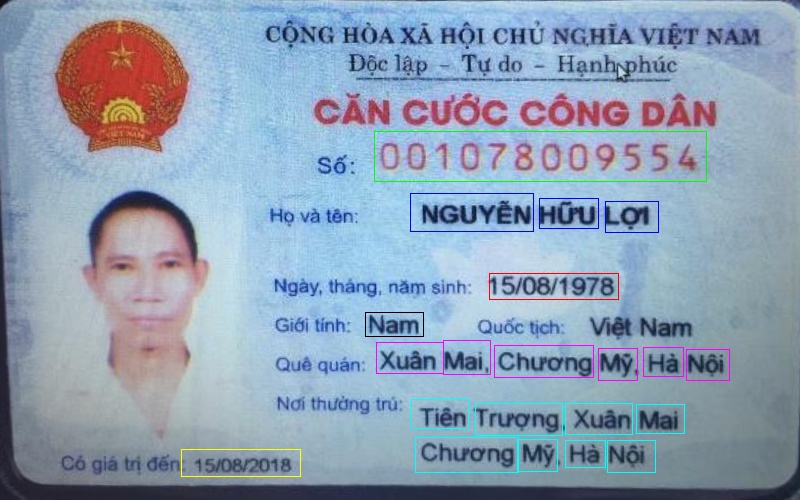 CỘNG HÒA XÃ HỘI CHỦ NGHĨA VIỆT NAM
Độc lập - Tự do - Hạnh phúc
CĂN CƯỚC CÔNG DÂN
Số: 001078009554
Họ và tên: NGUYỄN HỮU LỢI
Ngày, tháng, năm sinh: 15/08/1978
Giới tính: Nam Quốc tịch: Việt Nam
Quê quán: Xuân Mai, Chương Mỹ, Hà Nội
Nơi thường trú: Tiên Trượng, Xuân Mai
Chương Mỹ, Hà Nội
Có giá trị đến: 15/08/2018